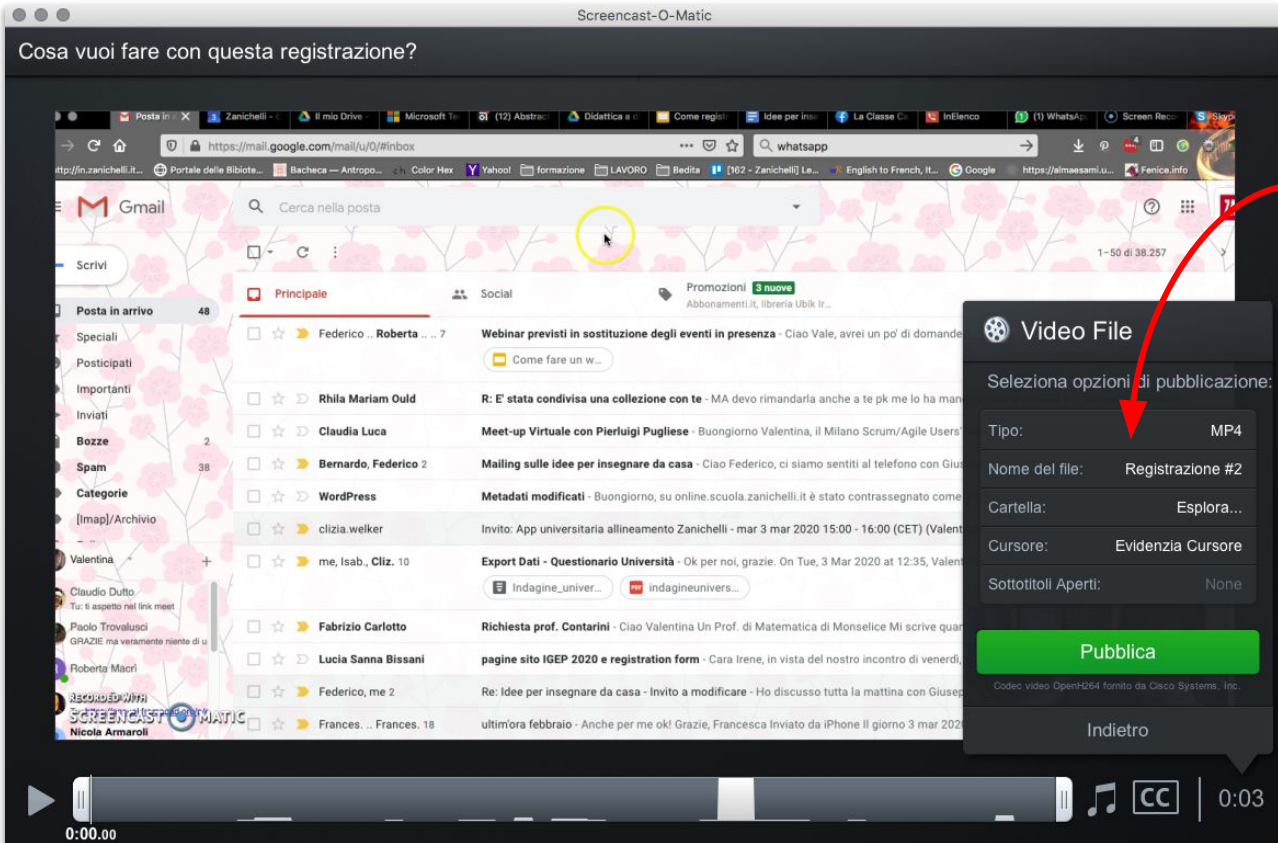 Screencast-O-Matic
Cosa vuoi fare con questa registrazione?
Posta in X Zanichelli - Il mio Drive - Microsoft Te (12) Abstrac Didattica a d Come regist Idee per inse La Classe Ca InElenco (1) WhatsAp Screen Reco Skyp
https://mail.google.com/mail/u/0/#inbox whatsapp
http://in.zanichelli.it... Portale delle Bibiote... Bacheca — Antropo... Color Hex Yahoo! formazione LAVORO Bedita [162 - Zanichelli] Le... English to French, It... Google https://almaesami.u... Fenice.info
Gmail Cerca nella posta
Scrivi 1–50 di 38.257
Principale Social Promozioni 3 nuove
Abbonamenti.it, libreria Ubik Ir...
Posta in arrivo 48
Speciali
Posticipati
Importanti
Inviati
Bozze 2
Spam 38
Categorie
[Imap]/Archivio
Valentina
Claudio Dutto
Tu: ti aspetto nel link meet
Paolo Trovalusci
GRAZIE ma veramente niente di u
Roberta Macrì
RECORDED WITH
SCREENCAST-O-MATIC
Nicola Armaroli
Federico .. Roberta .. .. 7 Webinar previsti in sostituzione degli eventi in presenza - Ciao Vale, avrei un po' di domande
Come fare un w...
Rhila Mariam Ould R: E' stata condivisa una collezione con te - MA devo rimandarla anche a te pk me lo ha man
Claudia Luca Meet-up Virtuale con Pierluigi Pugliese - Buongiorno Valentina, il Milano Scrum/Agile Users'
Bernardo, Federico 2 Mailing sulle idee per insegnare da casa - Ciao Federico, ci siamo sentiti al telefono con Gius
WordPress Metadati modificati - Buongiorno, su online.scuola.zanichelli.it è stato contrassegnato come
clizia.welker Invito: App universitaria allineamento Zanichelli - mar 3 mar 2020 15:00 - 16:00 (CET) (Valent
me, Isab., Cliz. 10 Export Dati - Questionario Università - Ok per noi, grazie. On Tue, 3 Mar 2020 at 12:35, Valent
Indagine_univer... indagineunivers...
Fabrizio Carlotto Richiesta prof. Contarini - Ciao Valentina Un Prof. di Matematica di Monselice Mi scrive quan
Lucia Sanna Bissani pagine sito IGEP 2020 e registration form - Cara Irene, in vista del nostro incontro di venerdì,
Federico, me 2 Re: Idee per insegnare da casa - Invito a modificare - Ho discusso tutta la mattina con Giusep
Frances. .. Frances. 18 ultim'ora febbraio - Anche per me ok! Grazie, Francesca Inviato da iPhone Il giorno 3 mar 202
Video File
Seleziona opzioni di pubblicazione:
Tipo: MP4
Nome del file: Registrazione #2
Cartella: Esplora...
Cursore: Evidenzia Cursore
Sottotitoli Aperti: None
Pubblica
Codec video OpenH264 fornito da Cisco Systems, Inc.
Indietro
CC 0:03
0:00.00